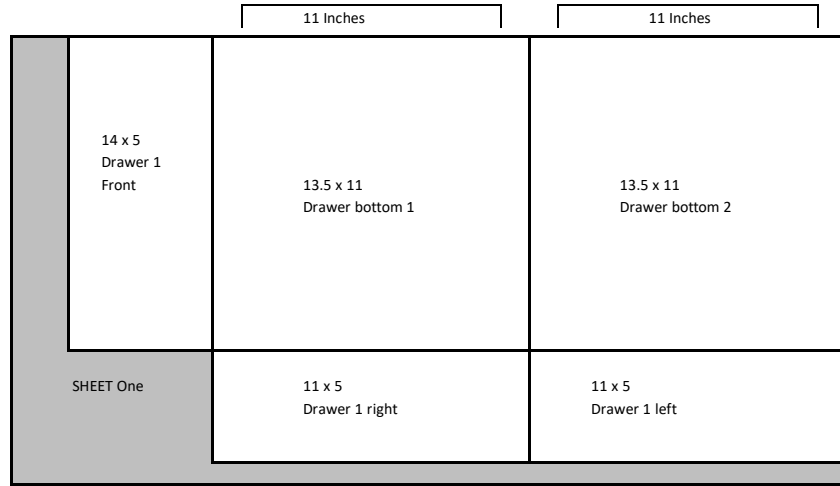 11 Inches
11 Inches
14 x 5
Drawer 1
Front
13.5 x 11
Drawer bottom 1
13.5 x 11
Drawer bottom 2
SHEET One
11 x 5
Drawer 1 right
11 x 5
Drawer 1 left